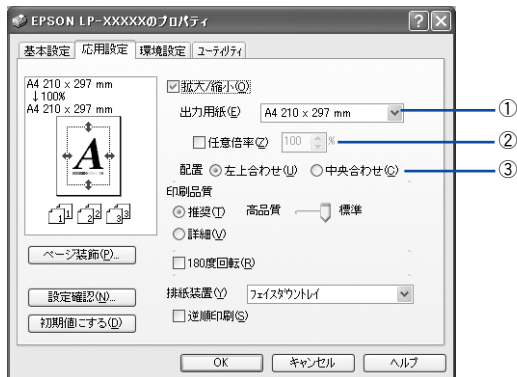 EPSON LP-XXXXXのプロパティ
基本設定 応用設定 環境設定 ユーティリティ
A4 210 x 297 mm
↓100%
A4 210 x 297 mm
A
1 1 2 2 3 3
ページ装飾(P)...
設定確認(N)...
初期値にする(D)
拡大/縮小(O)
出力用紙(E) A4 210 x 297 mm ①
任意倍率(Z) 100 % ②
配置 左上合わせ(U) 中央合わせ(C) ③
印刷品質
推奨(T) 高品質 標準
詳細(V)
180度回転(R)
排紙装置(Y) フェイスダウントレイ
逆順印刷(S)
OK キャンセル ヘルプ